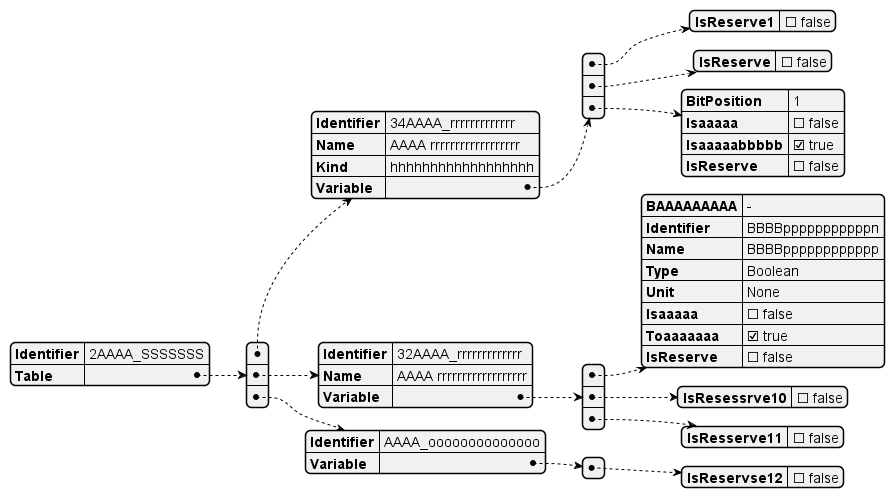 Identifier 2AAAA_SSSSSSS
Table
Identifier 34AAAA_rrrrrrrrrrrrr
Name AAAA rrrrrrrrrrrrrrrrr
Kind hhhhhhhhhhhhhhhhhh
Variable
IsReserve1 ☐ false
IsReserve ☐ false
BitPosition 1
Isaaaaa ☐ false
Isaaaaabbbbb ☑ true
IsReserve ☐ false
Identifier 32AAAA_rrrrrrrrrrrrr
Name AAAA rrrrrrrrrrrrrrrrrr
Variable
BAAAAAAAAA -
Identifier BBBBpppppppppppn
Name BBBBpppppppppppp
Type Boolean
Unit None
Isaaaaa ☐ false
Toaaaaaaa ☑ true
IsReserve ☐ false
IsResessrve10 ☐ false
IsResserve11 ☐ false
Identifier AAAA_oooooooooooooo
Variable
IsReservse12 ☐ false